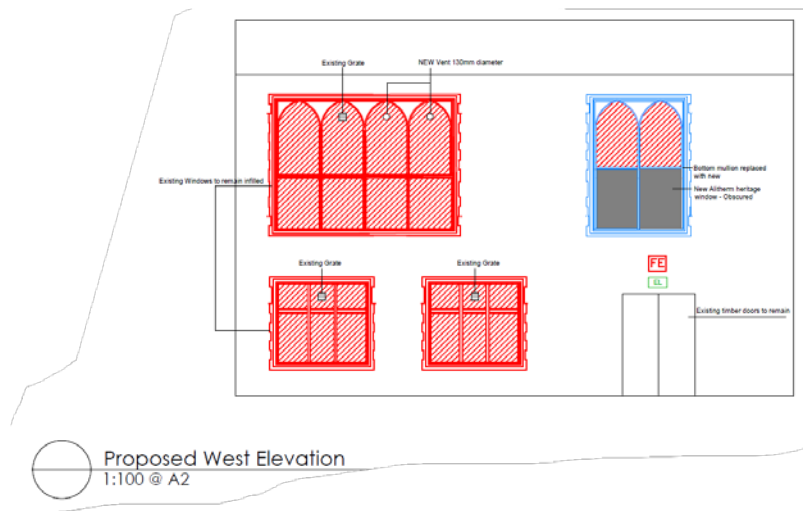 Existing Grate
NEW Vent 130mm diameter
Existing Windows to remain infilled
Bottom mullion replaced
with new
New Alitherm heritage
window - Obscured
Existing Grate
Existing Grate
FE
EL
Existing timber doors to remain
Proposed West Elevation
1:100 @ A2